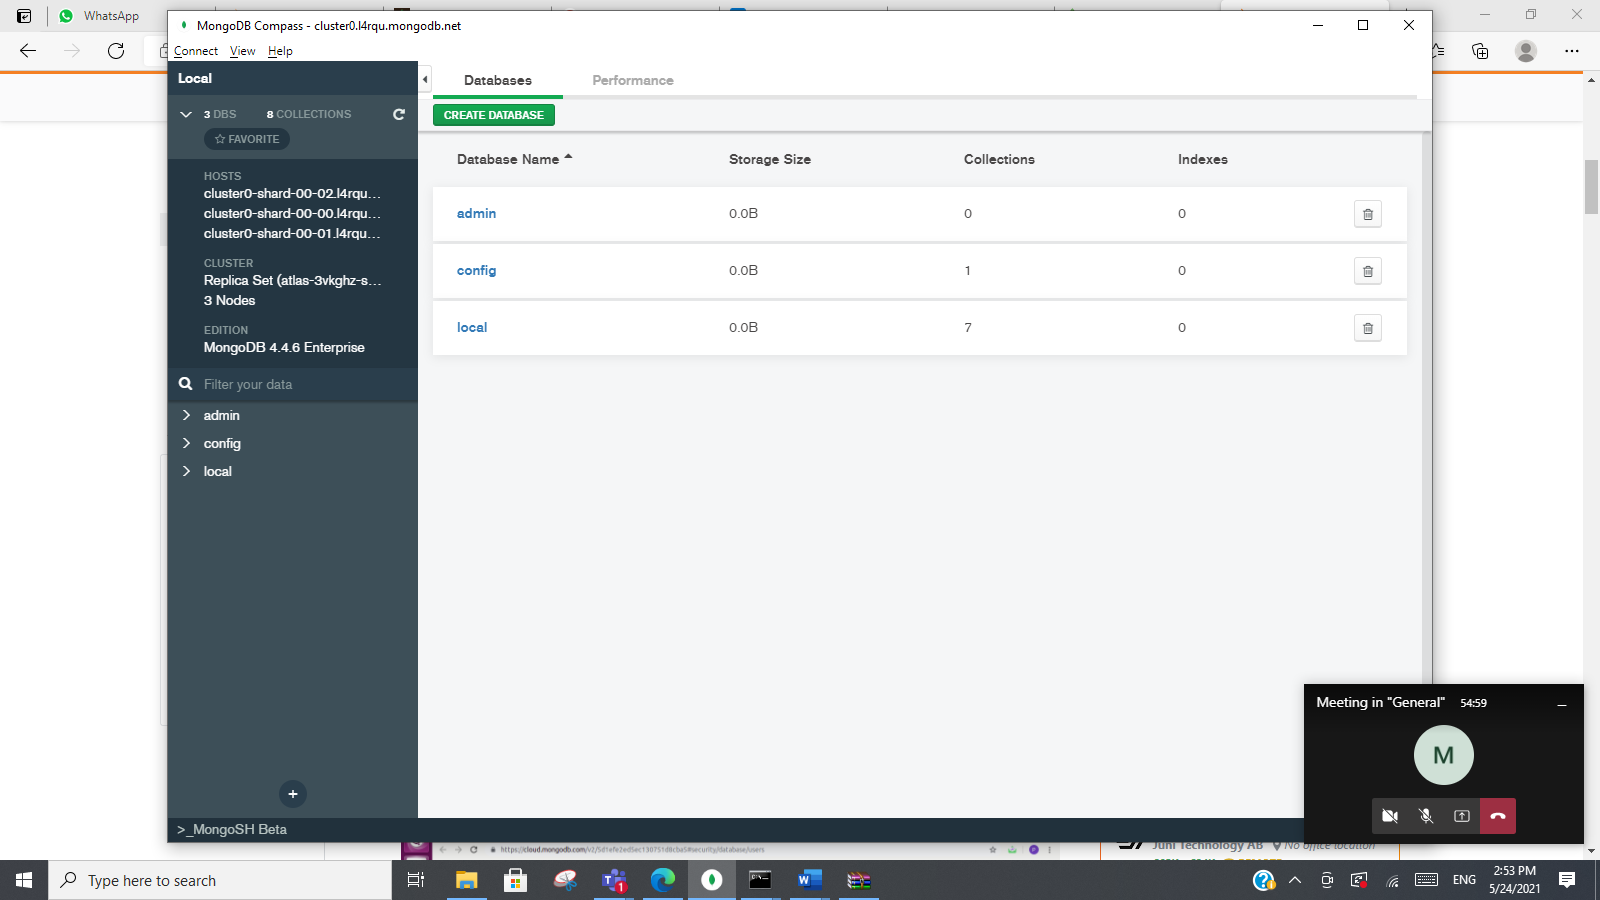 WhatsApp
MongoDB Compass - cluster0.l4rqu.mongodb.net
Connect View Help
Local
3 DBS 8 COLLECTIONS
FAVORITE
HOSTS
cluster0-shard-00-02.l4rqu...
cluster0-shard-00-00.l4rqu...
cluster0-shard-00-01.l4rqu...
CLUSTER
Replica Set (atlas-3vkghz-s...
3 Nodes
EDITION
MongoDB 4.4.6 Enterprise
Filter your data
admin
config
local
>_MongoSH Beta
Databases Performance
CREATE DATABASE
Database Name Storage Size Collections Indexes
admin 0.0B 0 0
config 0.0B 1 0
local 0.0B 7 0
Meeting in "General" 54:59
M
Juni Technology AB No office location
Type here to search
1
W
ENG
2:53 PM
5/24/2021